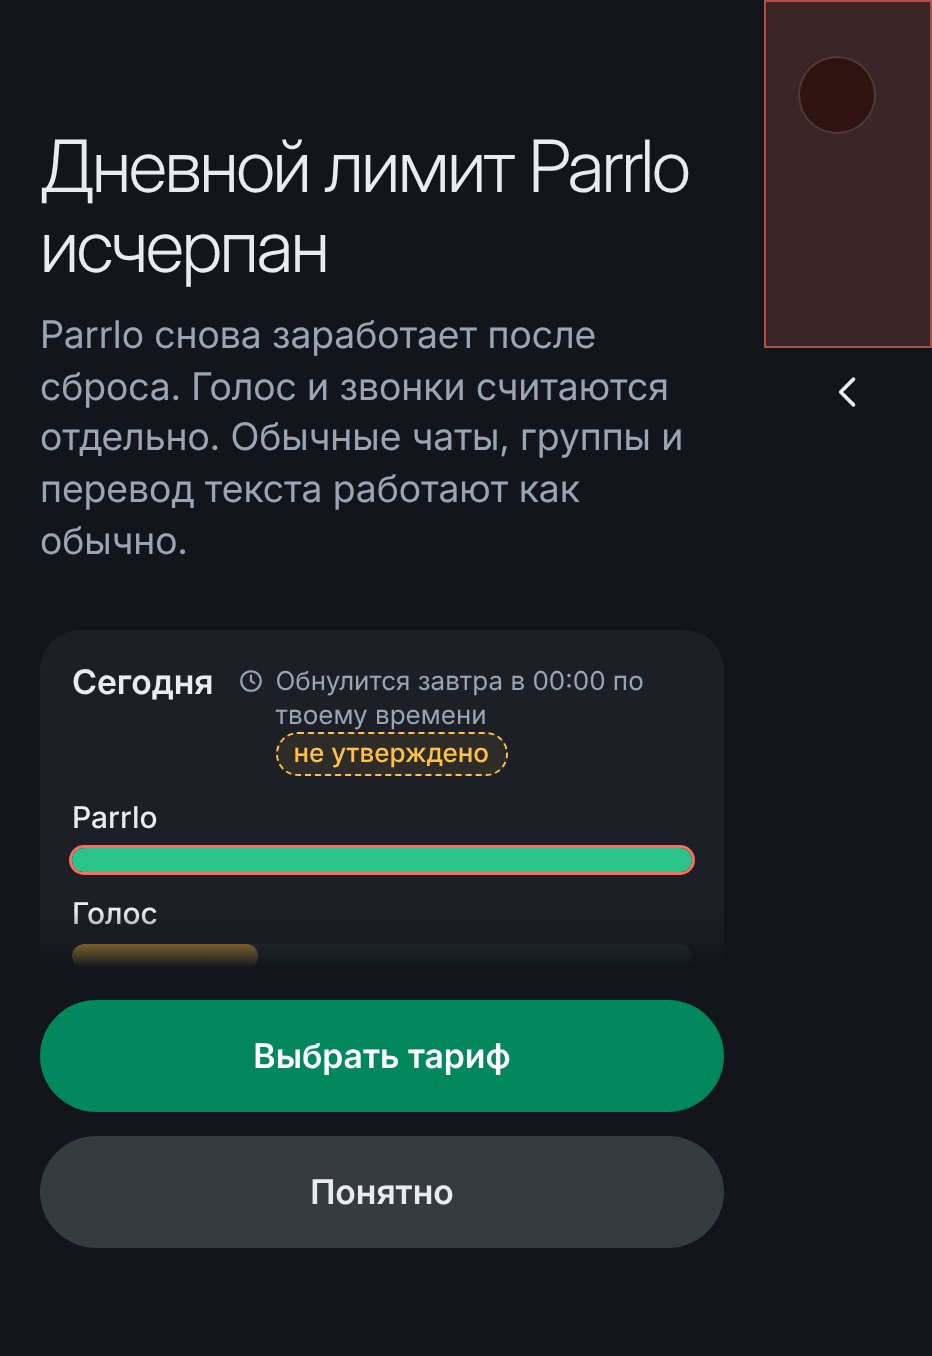 Дневной лимит Parrlo
исчерпан
Parrlo снова заработает после
сброса. Голос и звонки считаются
отдельно. Обычные чаты, группы и
перевод текста работают как
обычно.
Сегодня
Обнулится завтра в 00:00 по
твоему времени
не утверждено
Parrlo
Голос
Выбрать тариф
Понятно